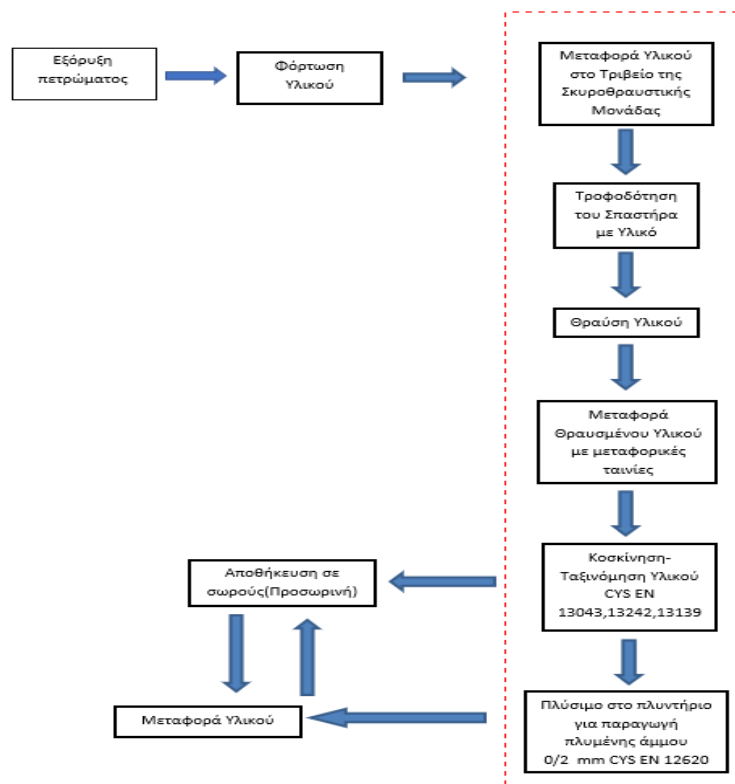 Εξόρυξη
πετρώματος
Φόρτωση
Υλικού
Μεταφορά Υλικού
στο Τριβείο της
Σκυροθραυστικής
Μονάδας
Τροφοδότηση
του Σπαστήρα
με Υλικό
Θραύση Υλικού
Μεταφορά
Θραυσμένου Υλικού
με μεταφορικές
ταινίες
Κοσκίνηση-
Ταξινόμηση Υλικού
CYS EN
13043,13242,13139
Αποθήκευση σε
σωρούς(Προσωρινή)
Μεταφορά Υλικού
Πλύσιμο στο πλυντήριο
για παραγωγή
πλυμένης άμμου
0/2 mm CYS EN 12620